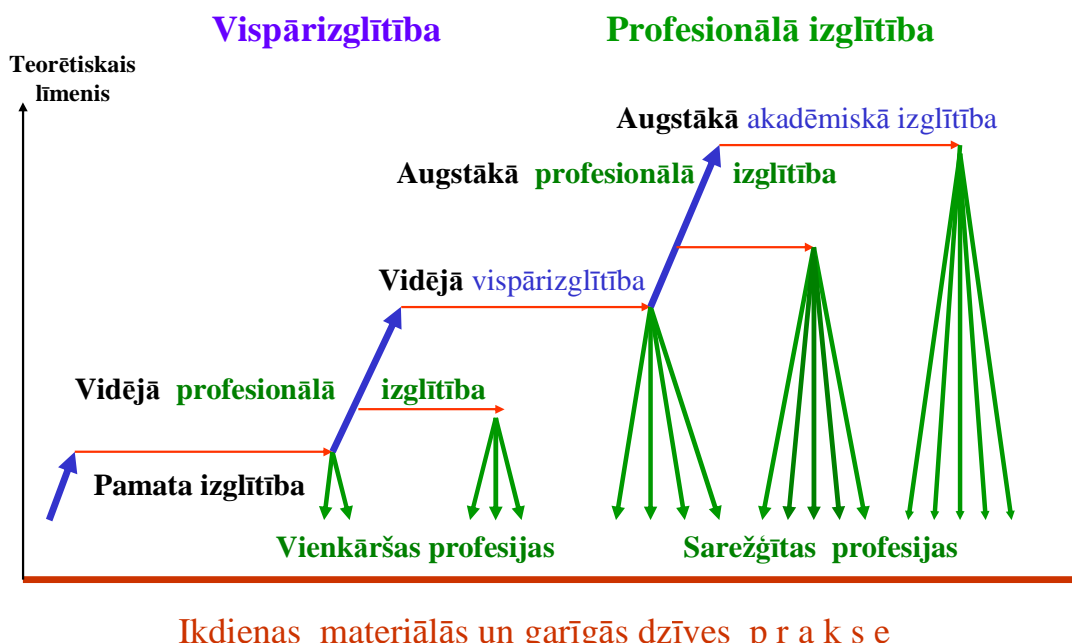 Vispārizglītība Profesionālā izglītība
Teorētiskais
līmenis
Augstākā akadēmiskā izglītība
Augstākā profesionālā izglītība
Vidējā vispārizglītība
Vidējā profesionālā izglītība
Pamata izglītība
Vienkāršas profesijas Sarežģītas profesijas
Ikdienas materiālās un garīgās dzīves p r a k s e